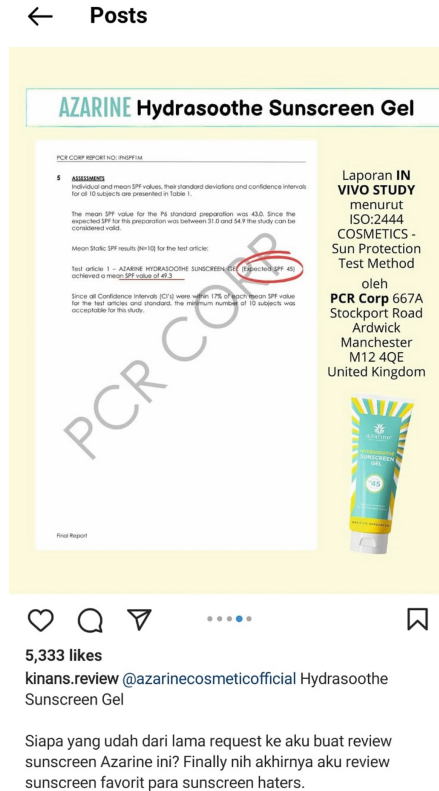 Posts
AZARINE Hydrasoothe Sunscreen Gel
PCR CORP REPORT NO: IFNSPF1M
5 ASSESSMENTS
Individual and mean SPF values, their standard deviations and confidence intervals
for all 10 subjects are presented in Table 1.
The mean SPF value for the P6 standard preparation was 43.0. Since the
expected SPF for this preparation was between 31.0 and 54.9 the study can be
considered valid.
Mean Static SPF results (N=10) for the test article:
Test article 1 – AZARINE HYDRASOOTHE SUNSCREEN GEL (Expected SPF 45)
achieved a mean SPF value of 49.3
Since all Confidence Intervals (CI's) were within 17% of each mean SPF value
for the test articles and standard, the minimum number of 10 subjects was
acceptable for this study.
PCR CORP
Final Report
Laporan IN
VIVO STUDY
menurut
ISO:2444
COSMETICS -
Sun Protection
Test Method
oleh
PCR Corp 667A
Stockport Road
Ardwick
Manchester
M12 4QE
United Kingdom
AZARINE
HYDRASOOTHE
SUNSCREEN
GEL
45
5,333 likes
kinans.review @azarinecosmeticofficial Hydrasoothe
Sunscreen Gel
Siapa yang udah dari lama request ke aku buat review
sunscreen Azarine ini? Finally nih akhirnya aku review
sunscreen favorit para sunscreen haters.